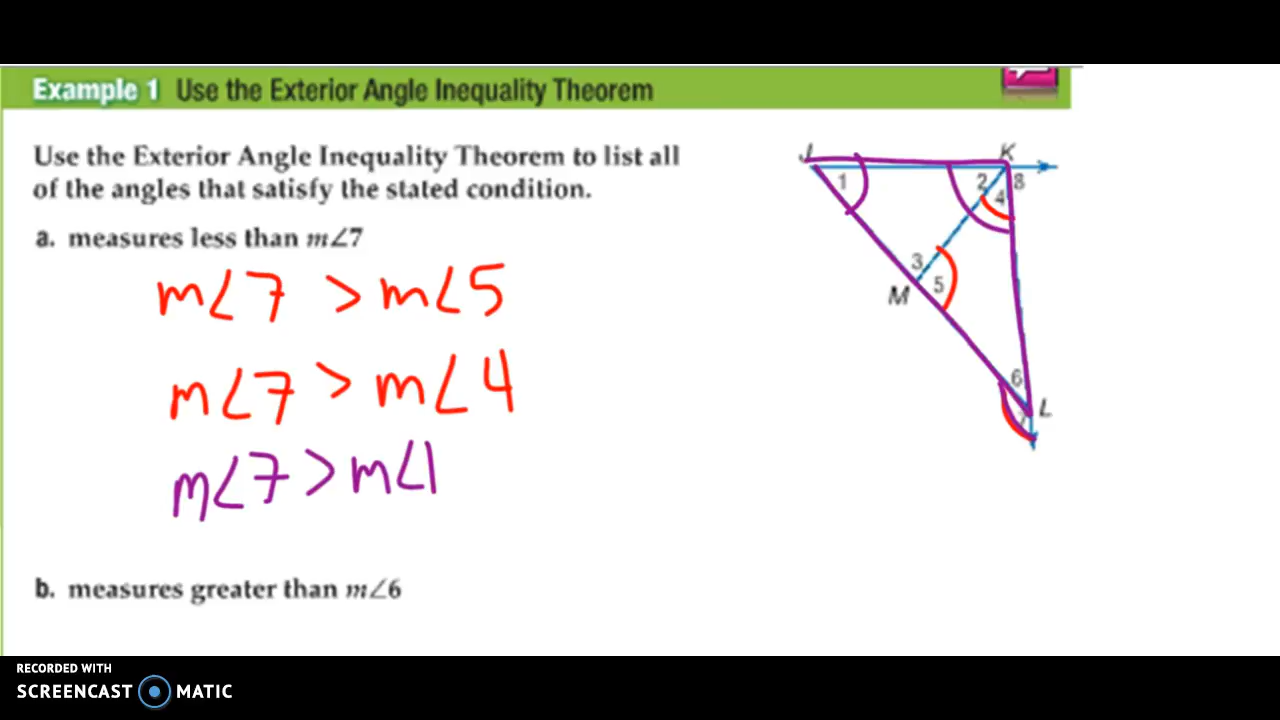 Example 1 Use the Exterior Angle Inequality Theorem
Use the Exterior Angle Inequality Theorem to list all
of the angles that satisfy the stated condition.
a. measures less than m∠7
m∠7 > m∠5
m∠7 > m∠4
m∠7 > m∠1
b. measures greater than m∠6
J
K
1
2
8
4
3
M
5
6
L
7
RECORDED WITH
SCREENCAST MATIC